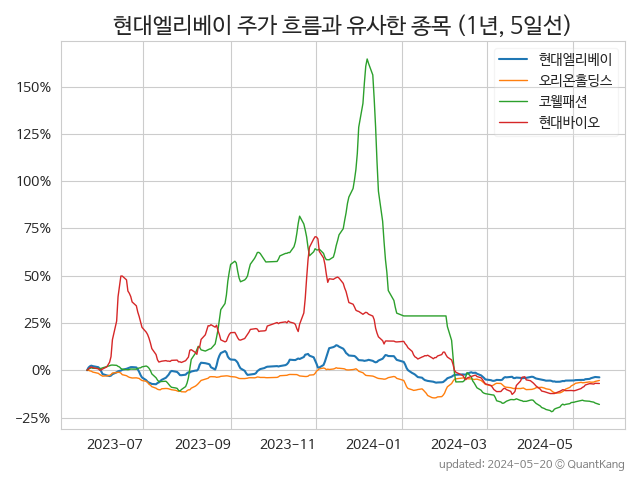 현대엘리베이 주가 흐름과 유사한 종목 (1년, 5일선)
현대엘리베이
오리온홀딩스
코웰패션
현대바이오
150%
125%
100%
75%
50%
25%
0%
−25%
2023-07
2023-09
2023-11
2024-01
2024-03
2024-05
updated: 2024-05-20 © QuantKang